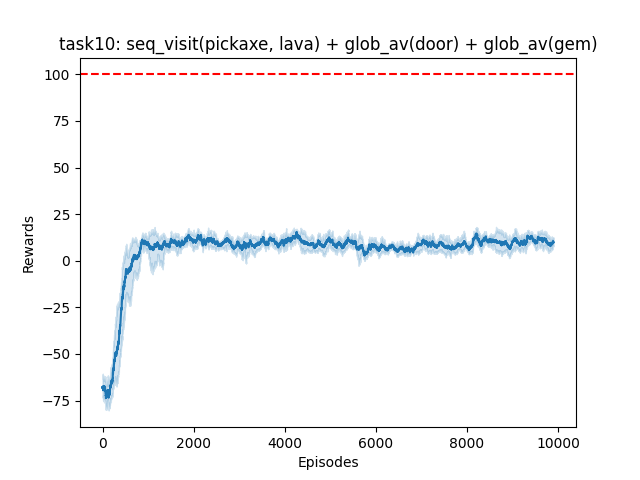 task10: seq_visit(pickaxe, lava) + glob_av(door) + glob_av(gem)
100
75
50
25
0
−25
−50
−75
Rewards
0 2000 4000 6000 8000 10000
Episodes